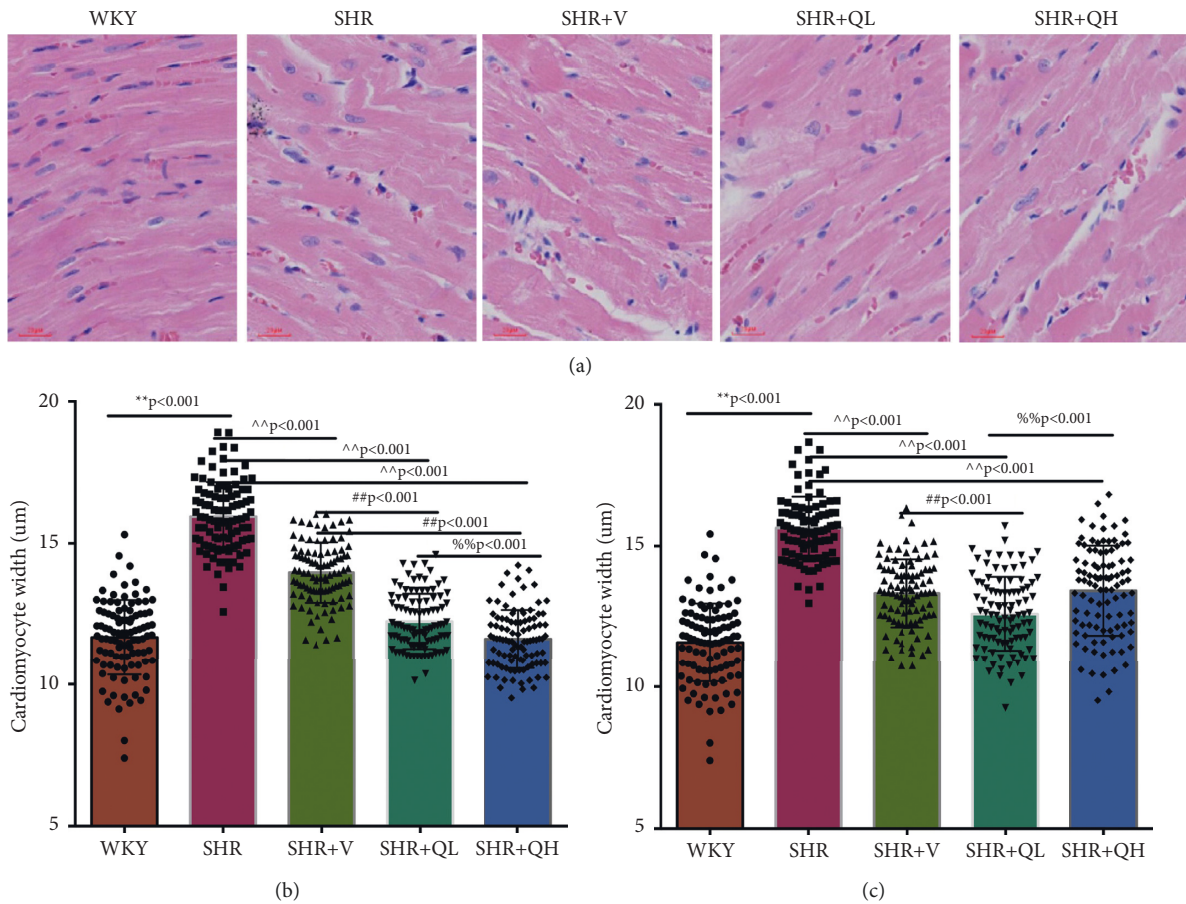 WKY SHR SHR+V SHR+QL SHR+QH
(a)
20
15
10
5
Cardiomyocyte width (um)
**p<0.001
^^p<0.001
^^p<0.001
^^p<0.001
##p<0.001
##p<0.001
%%p<0.001
WKY SHR SHR+V SHR+QL SHR+QH
(b)
20
15
10
5
Cardiomyocyte width (um)
**p<0.001
^^p<0.001
%%p<0.001
^^p<0.001
^^p<0.001
##p<0.001
WKY SHR SHR+V SHR+QL SHR+QH
(c)